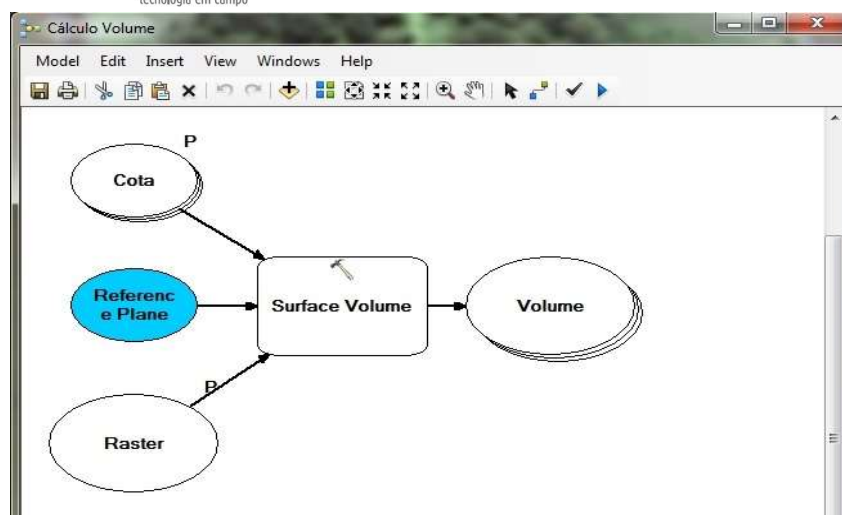 tecnologia em campo
Cálculo Volume
Model Edit Insert View Windows Help
P
Cota
Referenc
e Plane
Surface Volume
Volume
P
Raster